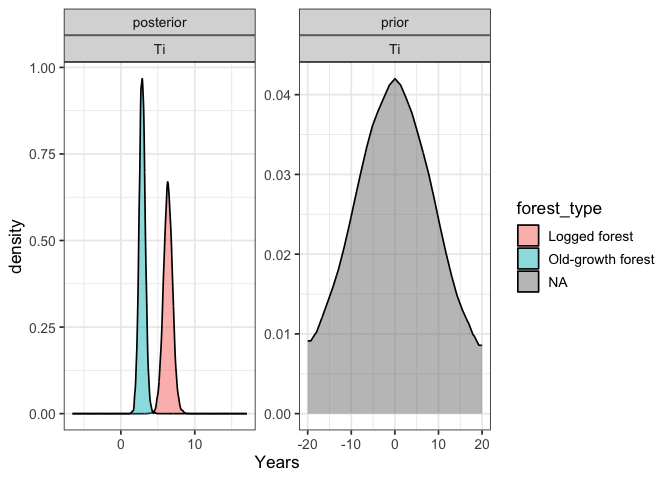 posterior
Ti
prior
Ti
density
1.00
0.75
0.50
0.25
0.00
0.04
0.03
0.02
0.01
0.00
0
10
-20
-10
0
10
20
Years
forest_type
Logged forest
Old-growth forest
NA